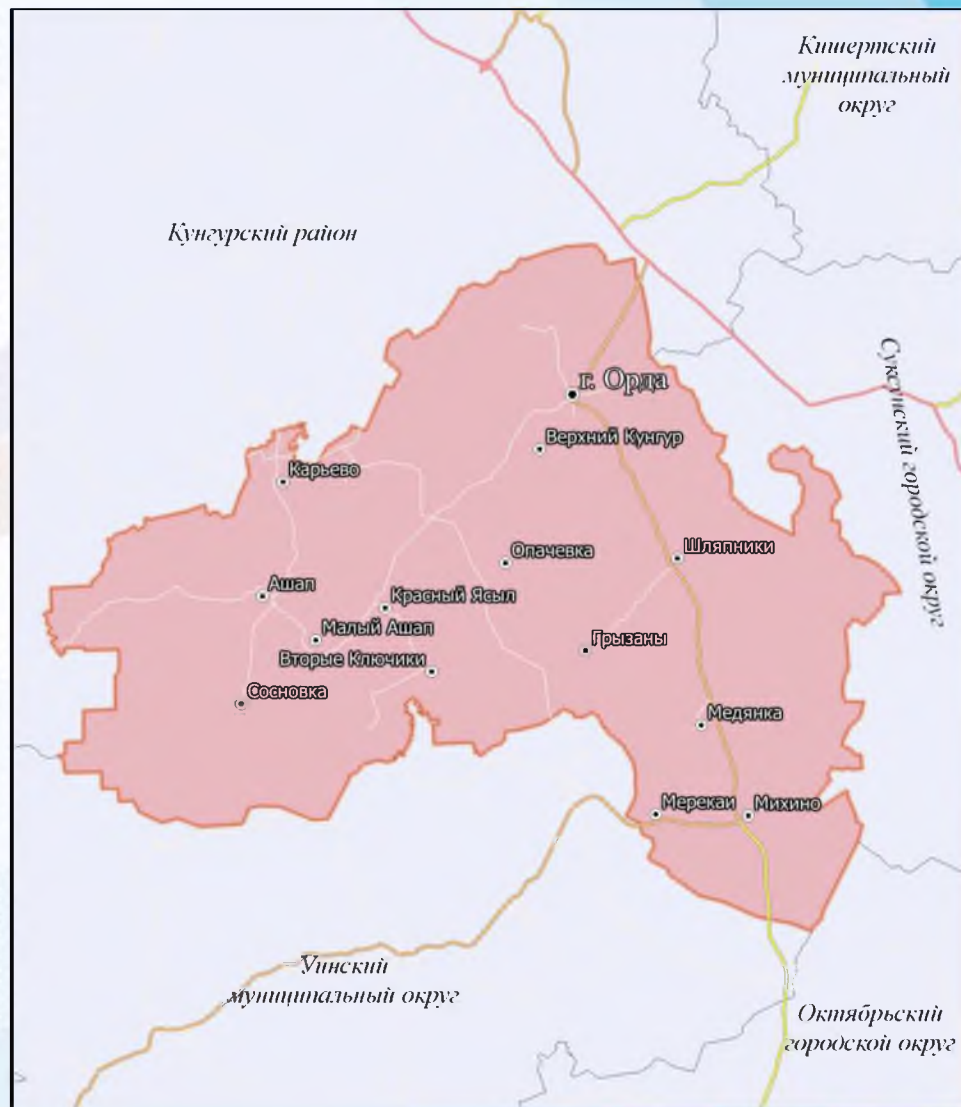 Кишертский
муниципальный
округ
Кунгурский район
Суксунский городской округ
г. Орда
Верхний Кунгур
Карьево
Опачевка
Шляпники
Ашап
Красный Ясыл
Малый Ашап
Грызаны
Вторые Ключики
Сосновка
Медянка
Мерекаи
Михино
Уинский
муниципальный округ
Октябрьский
городской округ